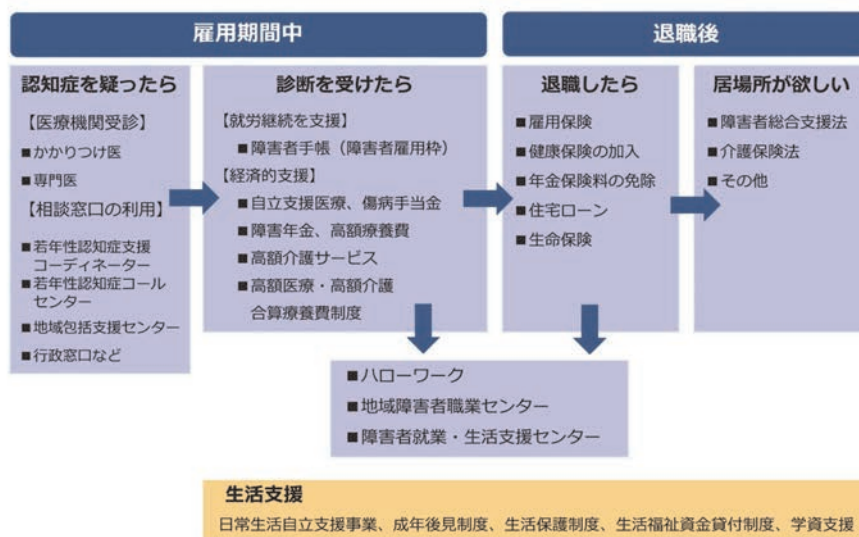 雇用期間中
退職後
認知症を疑ったら
【医療機関受診】
■かかりつけ医
■専門医
【相談窓口の利用】
■若年性認知症支援
コーディネーター
■若年性認知症コール
センター
■地域包括支援センター
■行政窓口など
診断を受けたら
【就労継続を支援】
■障害者手帳（障害者雇用枠）
【経済的支援】
■自立支援医療、傷病手当金
■障害年金、高額療養費
■高額介護サービス
■高額医療・高額介護
合算療養費制度
退職したら
■雇用保険
■健康保険の加入
■年金保険料の免除
■住宅ローン
■生命保険
居場所が欲しい
■障害者総合支援法
■介護保険法
■その他
■ハローワーク
■地域障害者職業センター
■障害者就業・生活支援センター
生活支援
日常生活自立支援事業、成年後見制度、生活保護制度、生活福祉資金貸付制度、学資支援